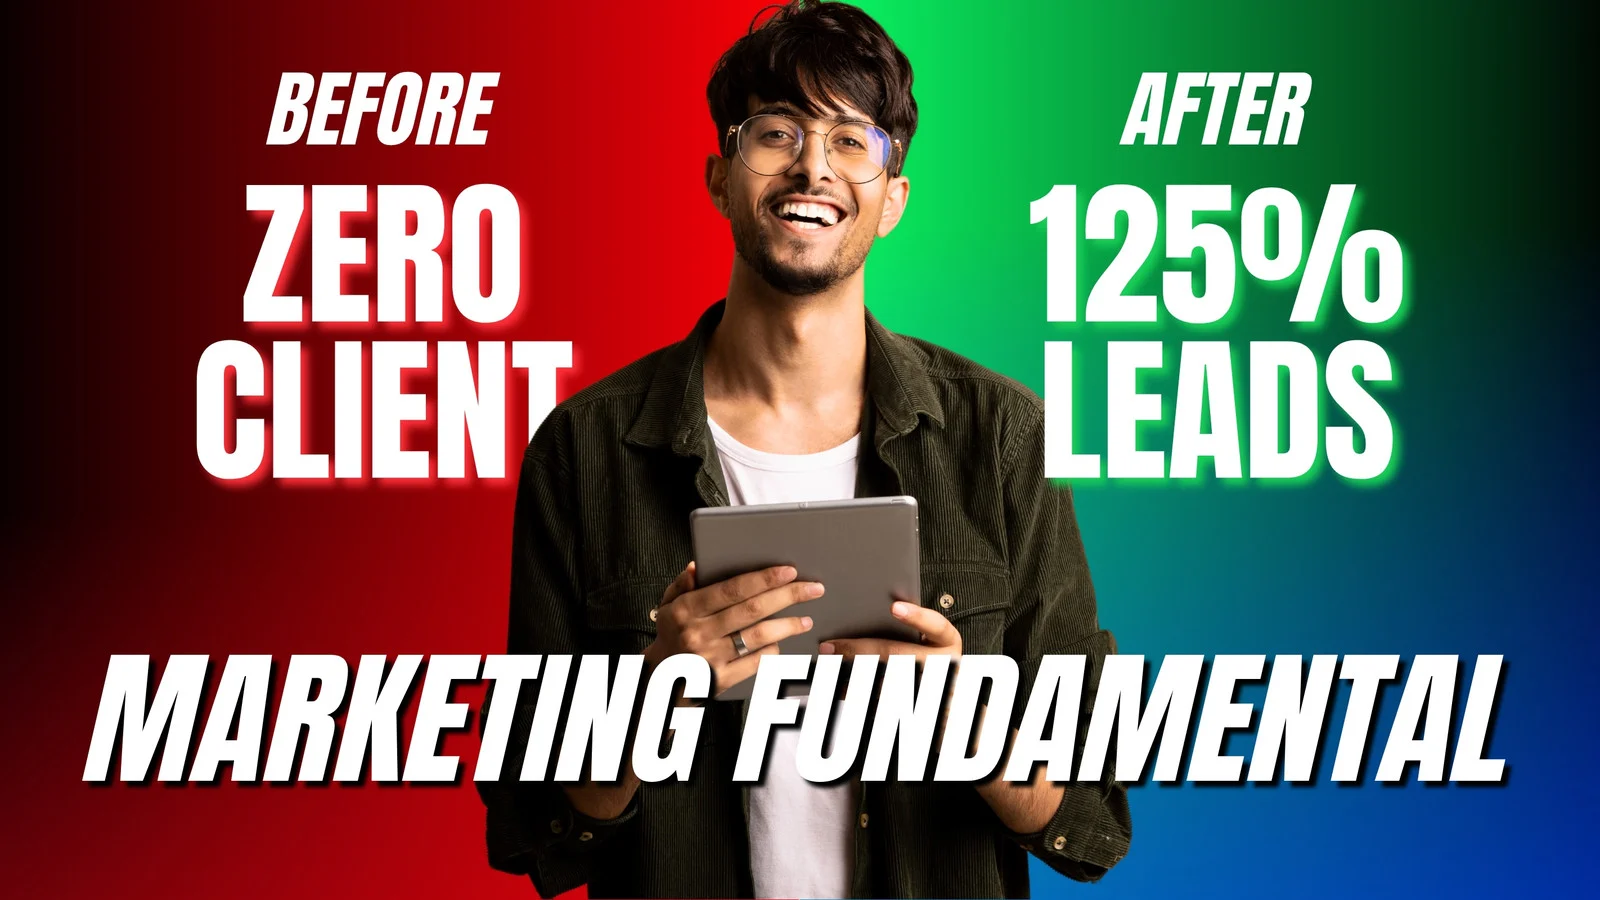 BEFORE
ZERO
CLIENT
AFTER
125%
LEADS
MARKETING FUNDAMENTAL